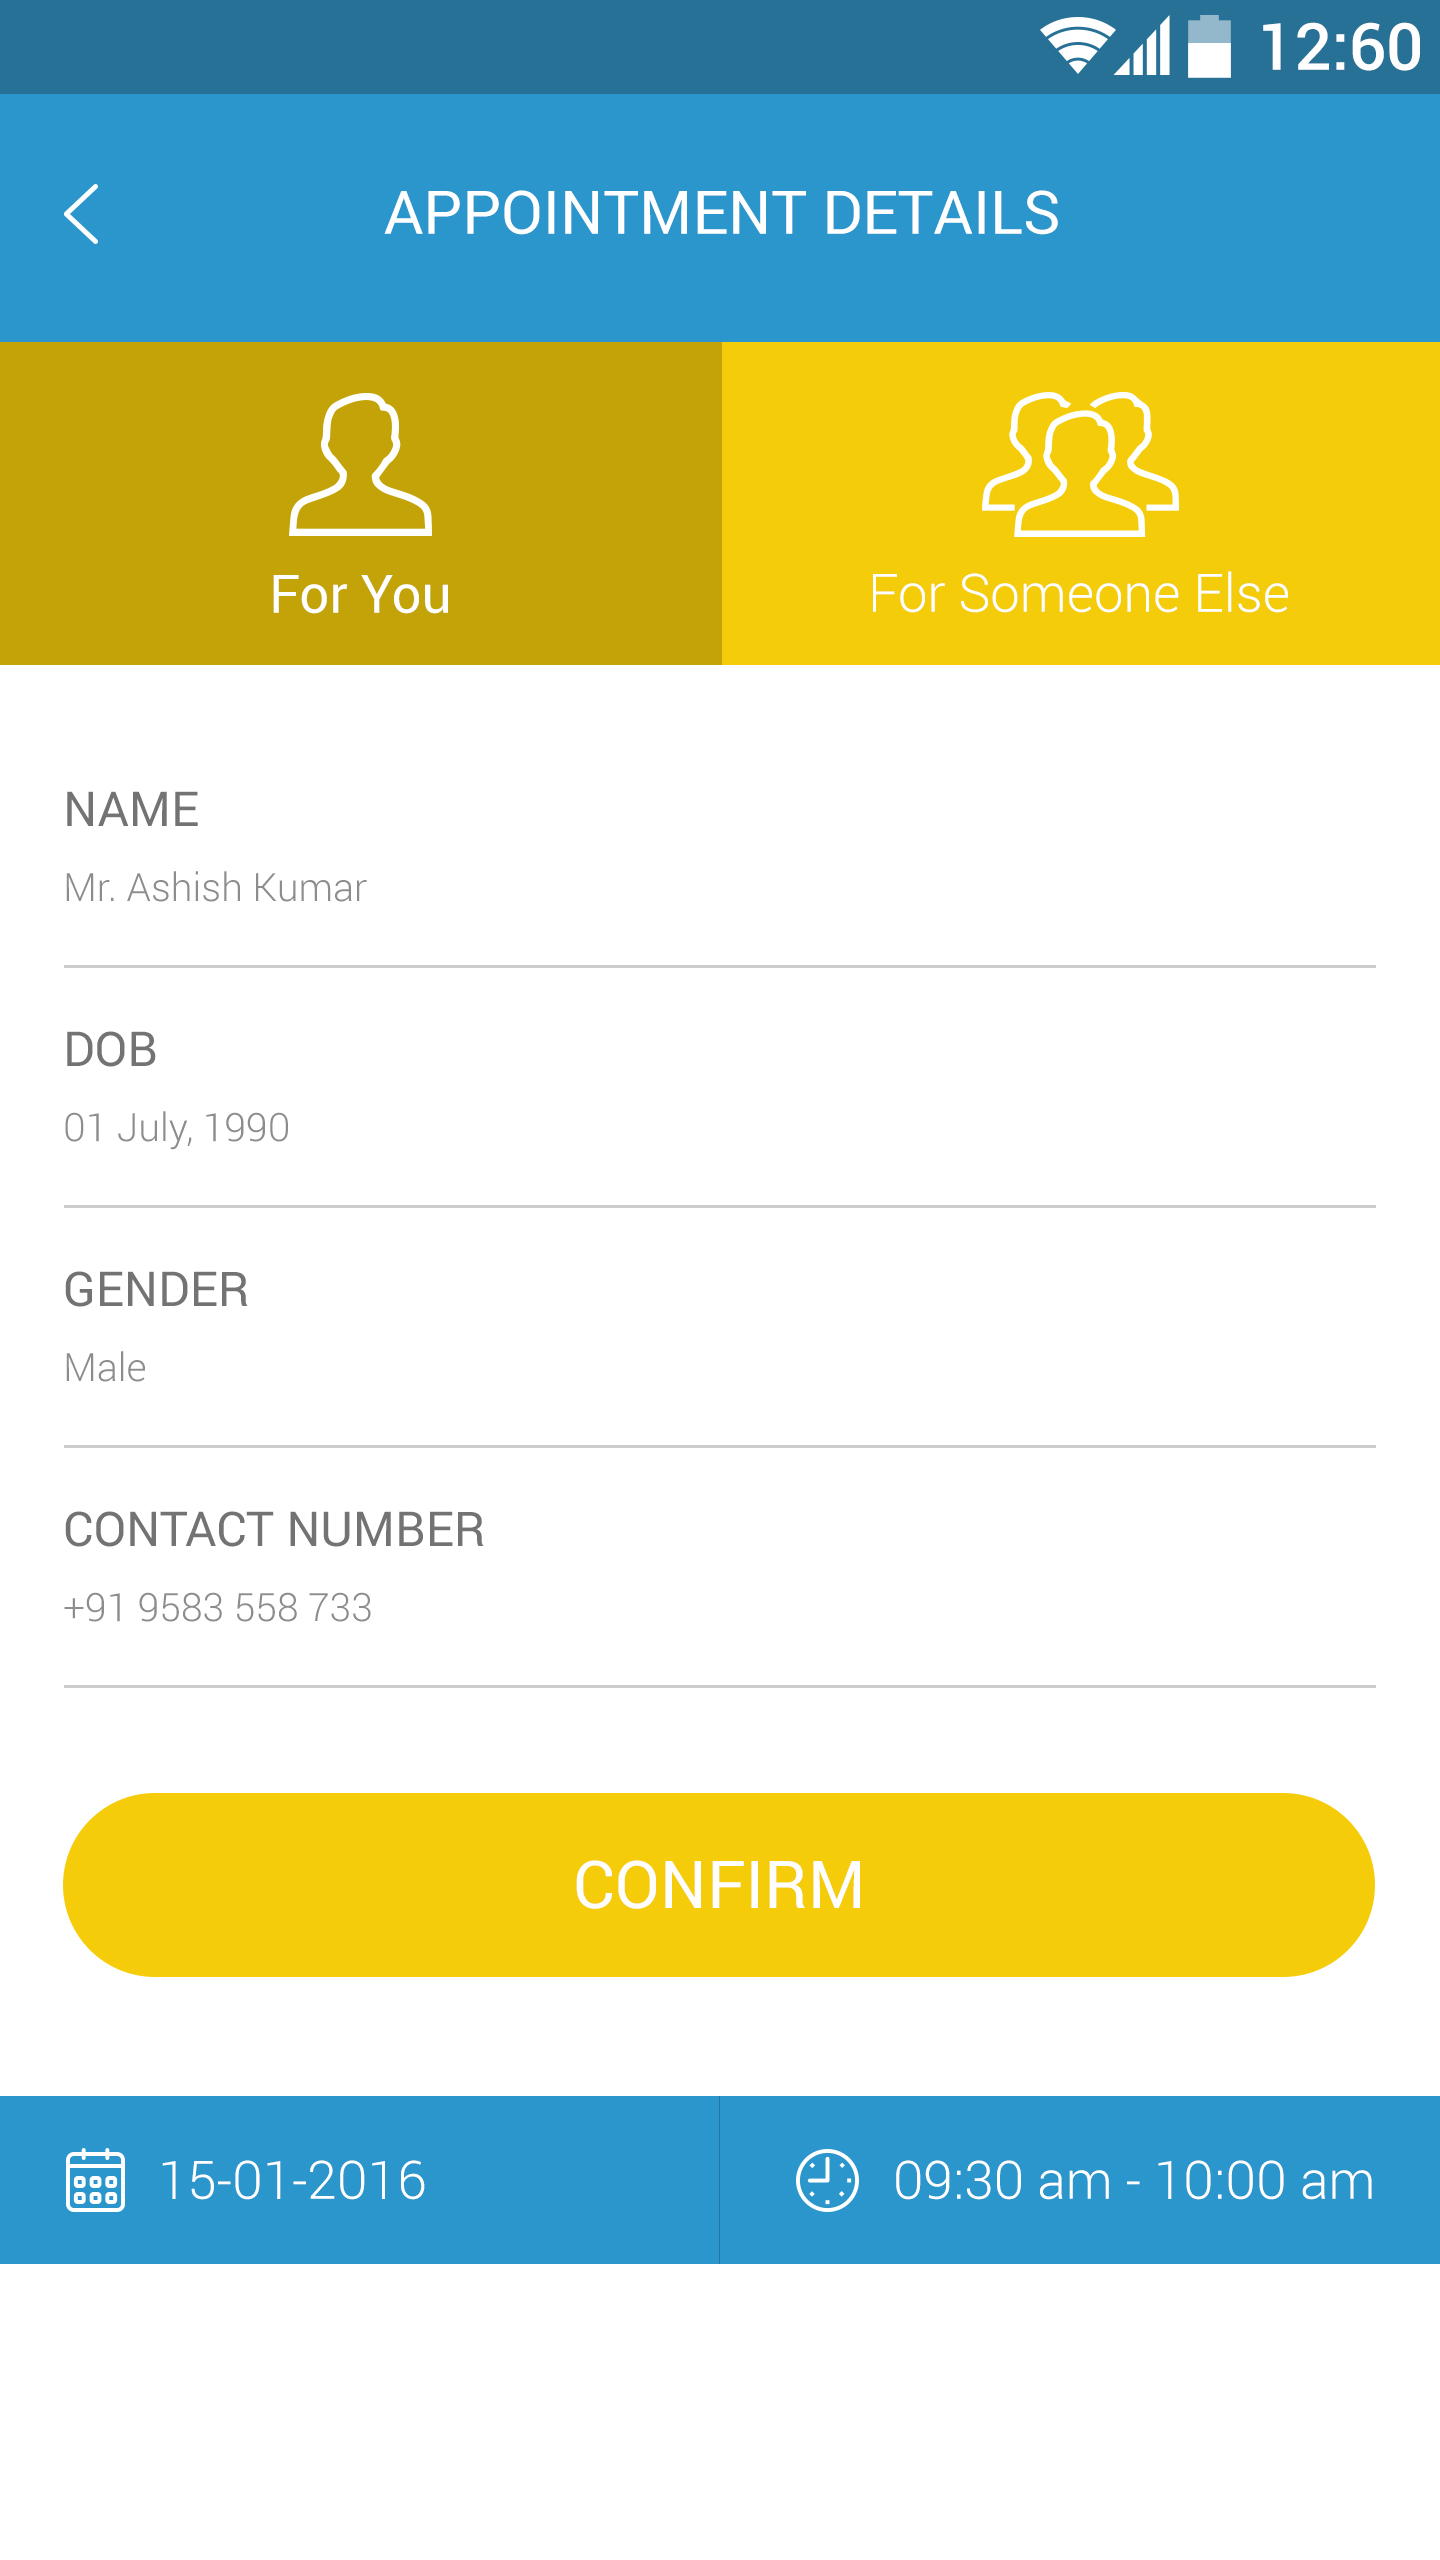 12:60
APPOINTMENT DETAILS
For You
For Someone Else
NAME
Mr. Ashish Kumar
DOB
01 July, 1990
GENDER
Male
CONTACT NUMBER
+91 9583 558 733
CONFIRM
15-01-2016
09:30 am - 10:00 am